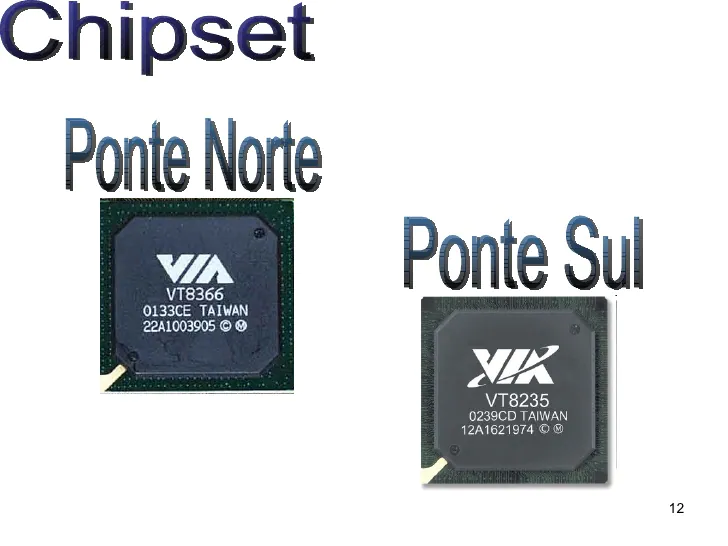 Chipset
Ponte Norte
VIA
VT8366
0133CE TAIWAN
22A1003905 © Ⓜ
Ponte Sul
VIA
VT8235
0239CD TAIWAN
12A1621974 © Ⓜ
12